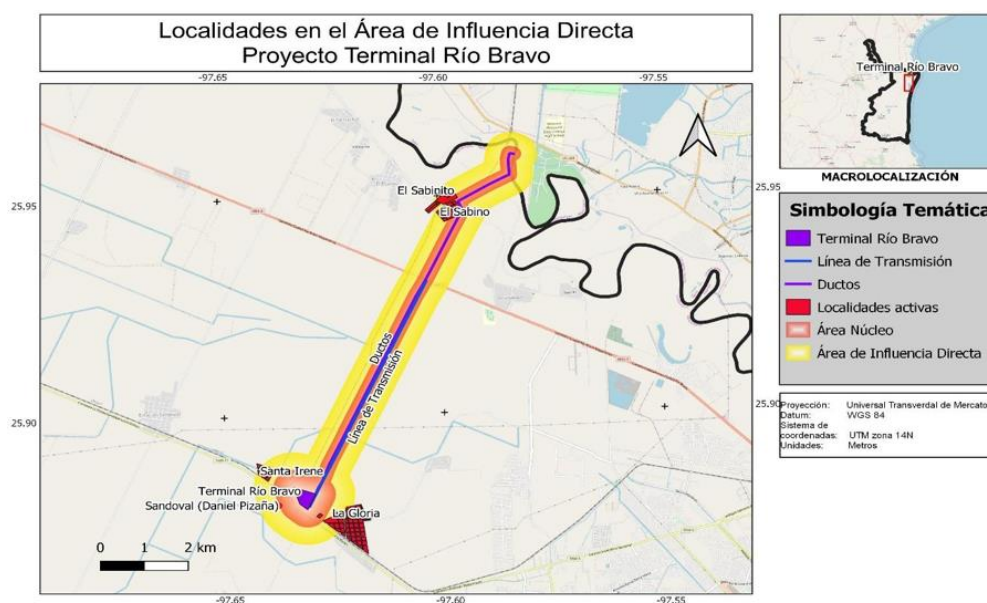 Localidades en el Área de Influencia Directa
Proyecto Terminal Río Bravo
-97.65
-97.60
-97.55
25.95
25.90
El Sabinito
El Sabino
Ductos
Línea de Transmisión
Santa Irene
Terminal Río Bravo
Sandoval (Daniel Pizaña)
La Gloria
0 1 2 km
25.95
25.90
-97.65
-97.60
-97.55
Terminal Río Bravo
MACROLOCALIZACIÓN
Simbología Temática
Terminal Río Bravo
Línea de Transmisión
Ductos
Localidades activas
Área Núcleo
Área de Influencia Directa
Proyección: Universal Transverdal de Mercato
Datum: WGS 84
Sistema de
coordenadas: UTM zona 14N
Unidades: Metros